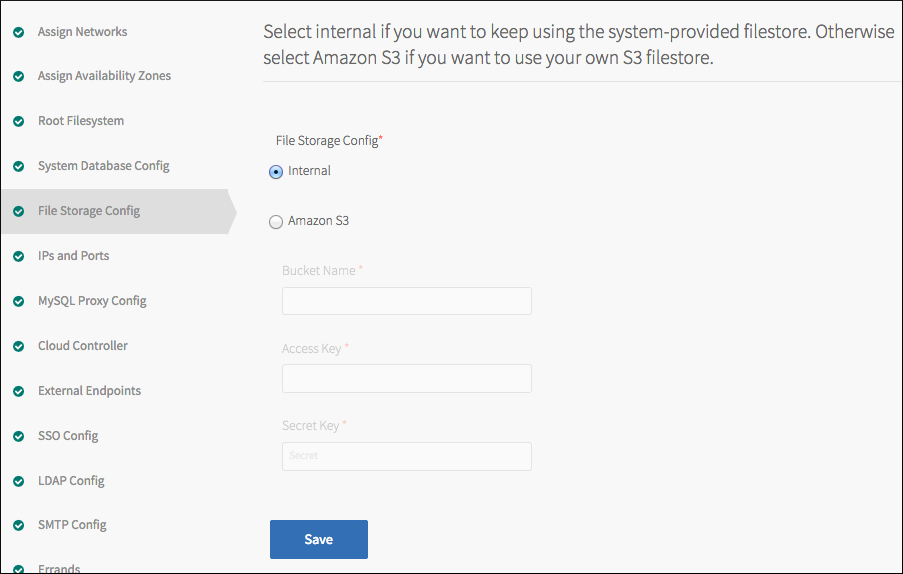 Assign Networks
Assign Availability Zones
Root Filesystem
System Database Config
File Storage Config
IPs and Ports
MySQL Proxy Config
Cloud Controller
External Endpoints
SSO Config
LDAP Config
SMTP Config
Errands
Select internal if you want to keep using the system-provided filestore. Otherwise
select Amazon S3 if you want to use your own S3 filestore.
File Storage Config*
Internal
Amazon S3
Bucket Name *
Access Key *
Secret Key *
Secret
Save